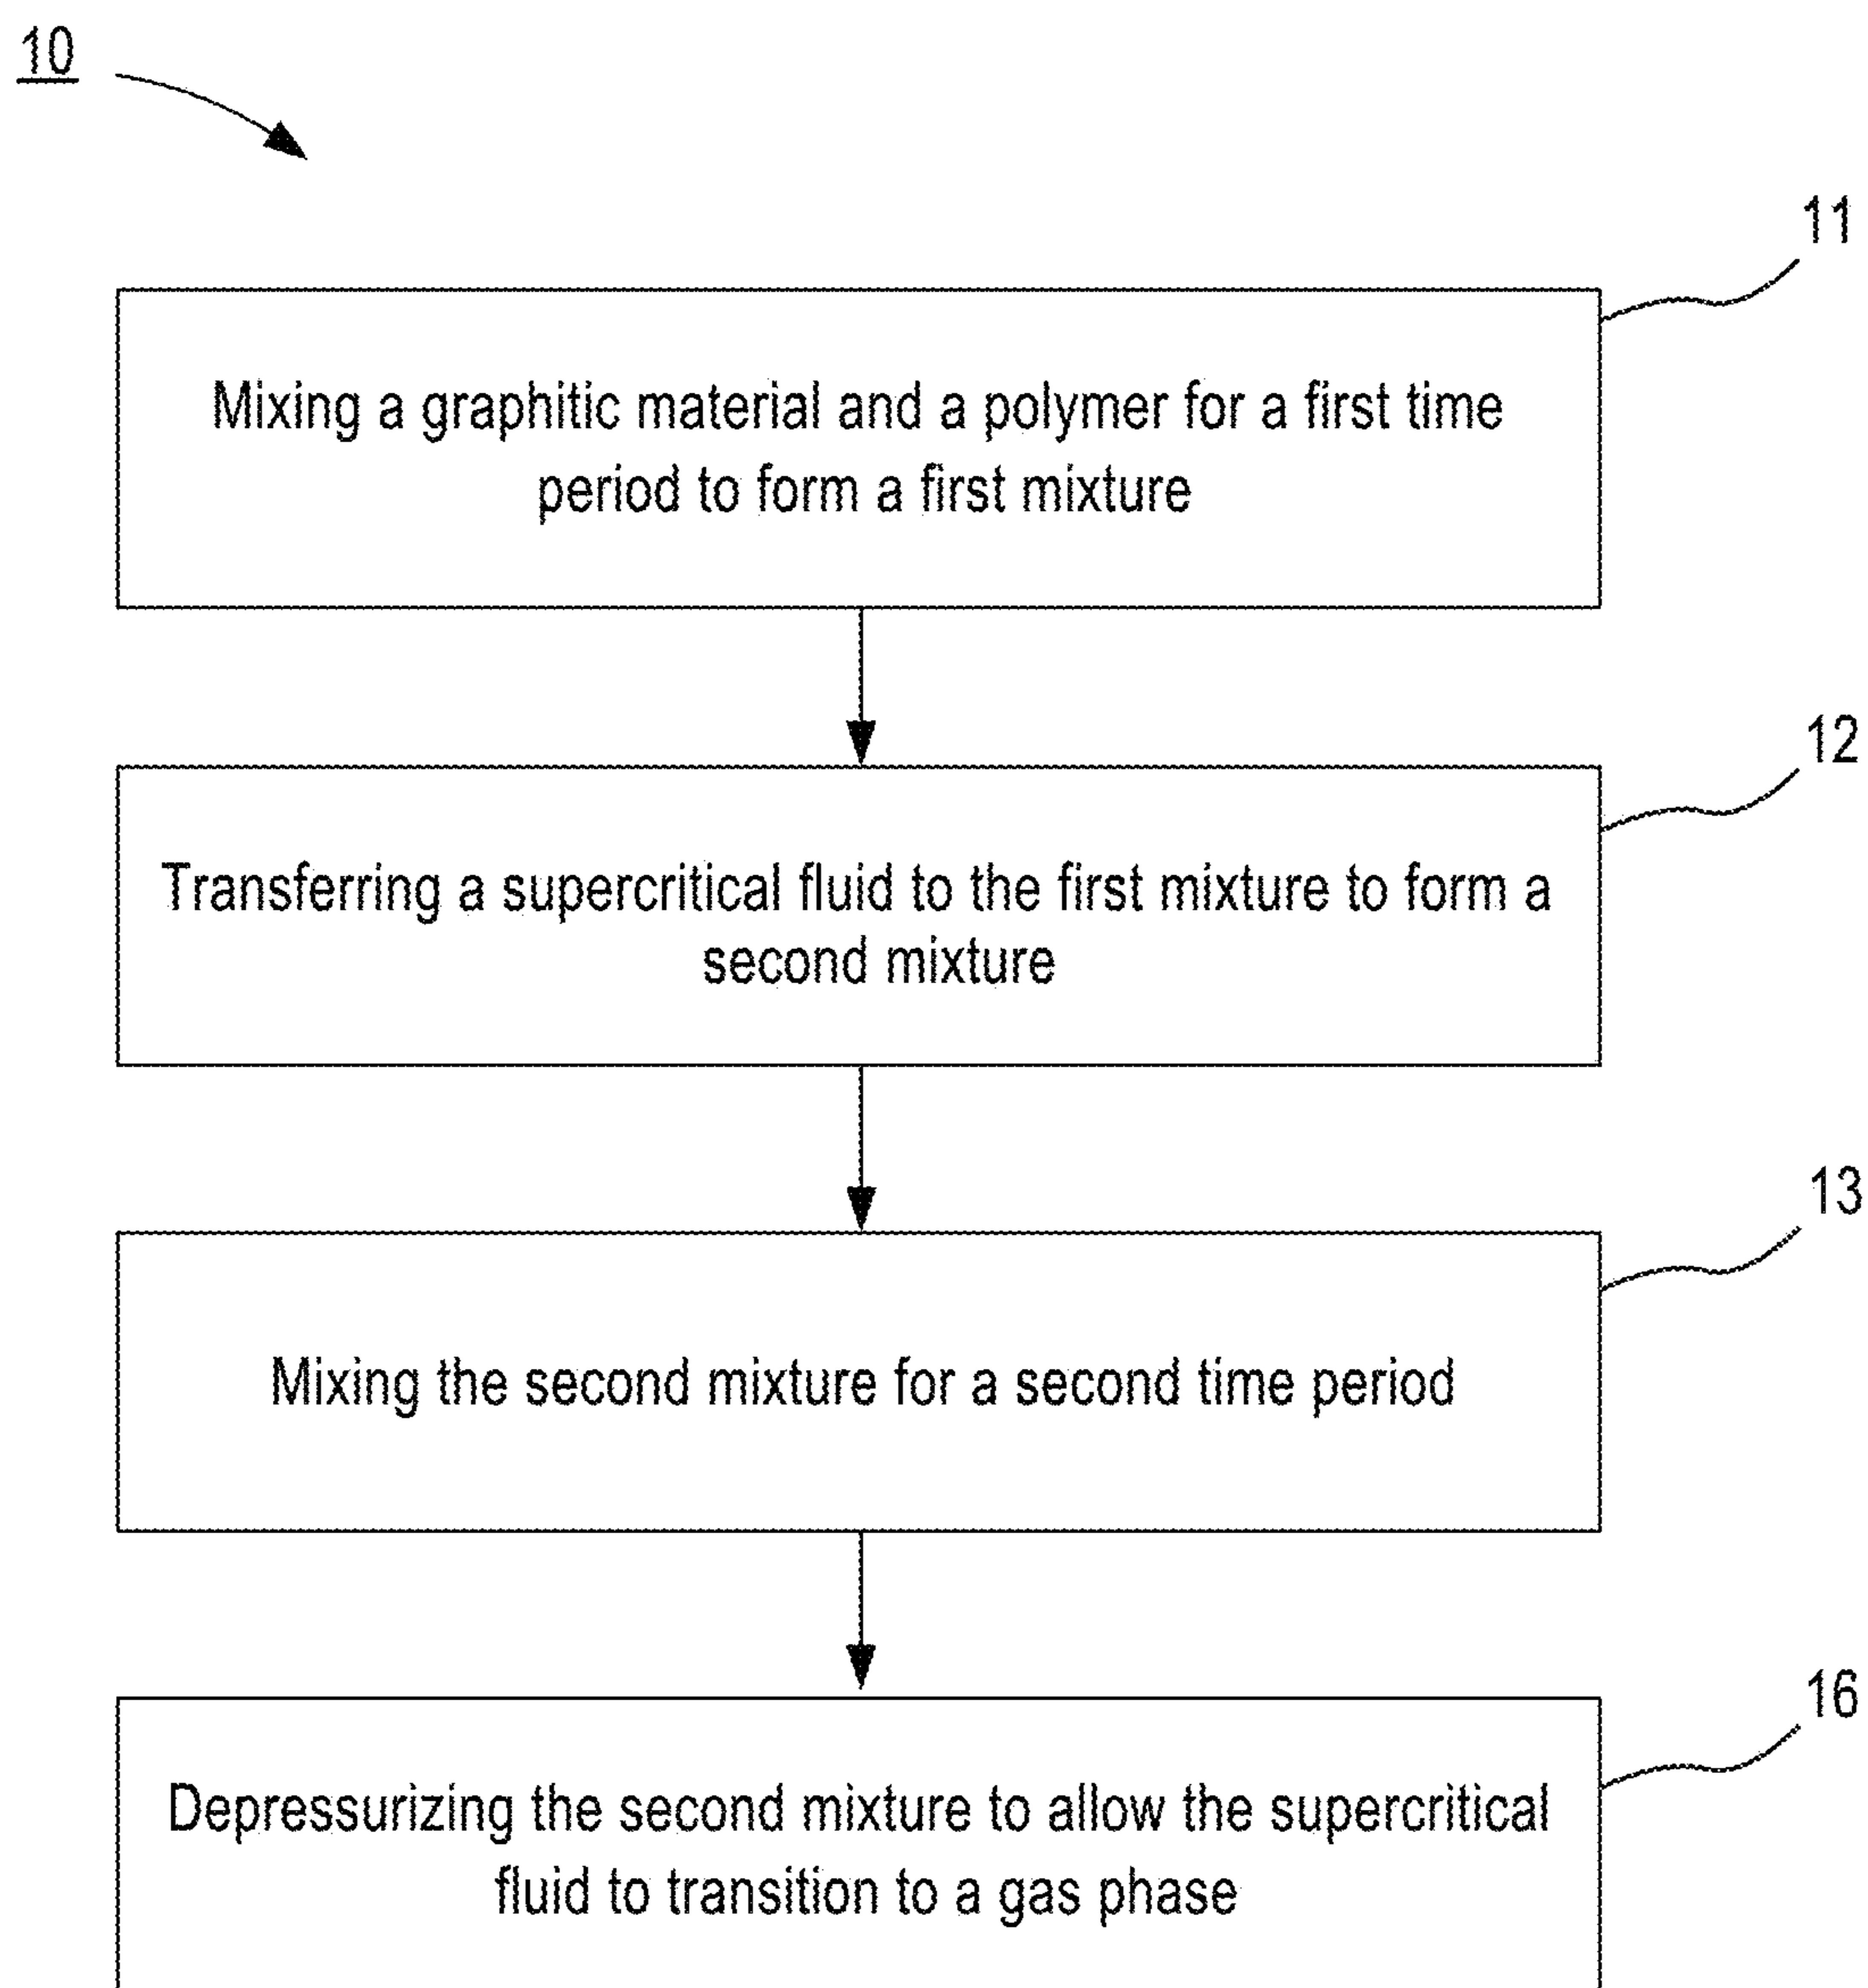 10
11
Mixing a graphitic material and a polymer for a first time
period to form a first mixture
12
Transferring a supercritical fluid to the first mixture to form a
second mixture
13
Mixing the second mixture for a second time period
16
Depressurizing the second mixture to allow the supercritical
fluid to transition to a gas phase